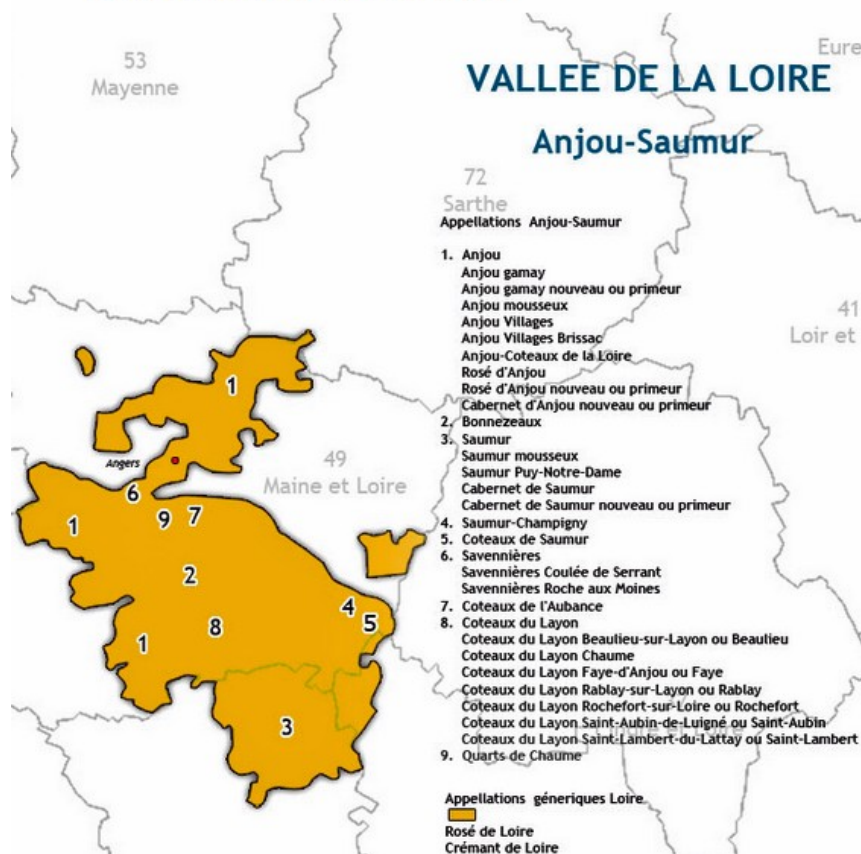 53
Mayenne
Eure
VALLEE DE LA LOIRE
Anjou-Saumur
72
Sarthe
Appellations Anjou-Saumur
1. Anjou
Anjou gamay
Anjou gamay nouveau ou primeur
Anjou mousseux
Anjou Villages
Anjou Villages Brissac
Anjou-Coteaux de la Loire
Rosé d'Anjou
Rosé d'Anjou nouveau ou primeur
Cabernet d'Anjou nouveau ou primeur
2. Bonnezeaux
3. Saumur
Saumur mousseux
Saumur Puy-Notre-Dame
Cabernet de Saumur
Cabernet de Saumur nouveau ou primeur
4. Saumur-Champigny
5. Coteaux de Saumur
6. Savennières
Savennières Coulée de Serrant
Savennières Roche aux Moines
7. Coteaux de l'Aubance
8. Coteaux du Layon
Coteaux du Layon Beaulieu-sur-Layon ou Beaulieu
Coteaux du Layon Chaume
Coteaux du Layon Faye-d'Anjou ou Faye
Coteaux du Layon Rablay-sur-Layon ou Rablay
Coteaux du Layon Rochefort-sur-Loire ou Rochefort
Coteaux du Layon Saint-Aubin-de-Luigné ou Saint-Aubin
Coteaux du Layon Saint-Lambert-du-Lattay ou Saint-Lambert
9. Quarts de Chaume
Appellations géneriques Loire
Rosé de Loire
Crémant de Loire
41
Loir et
Indre et Loire
1
Angers
49
Maine et Loire
6
1
9
7
2
4
5
8
1
3